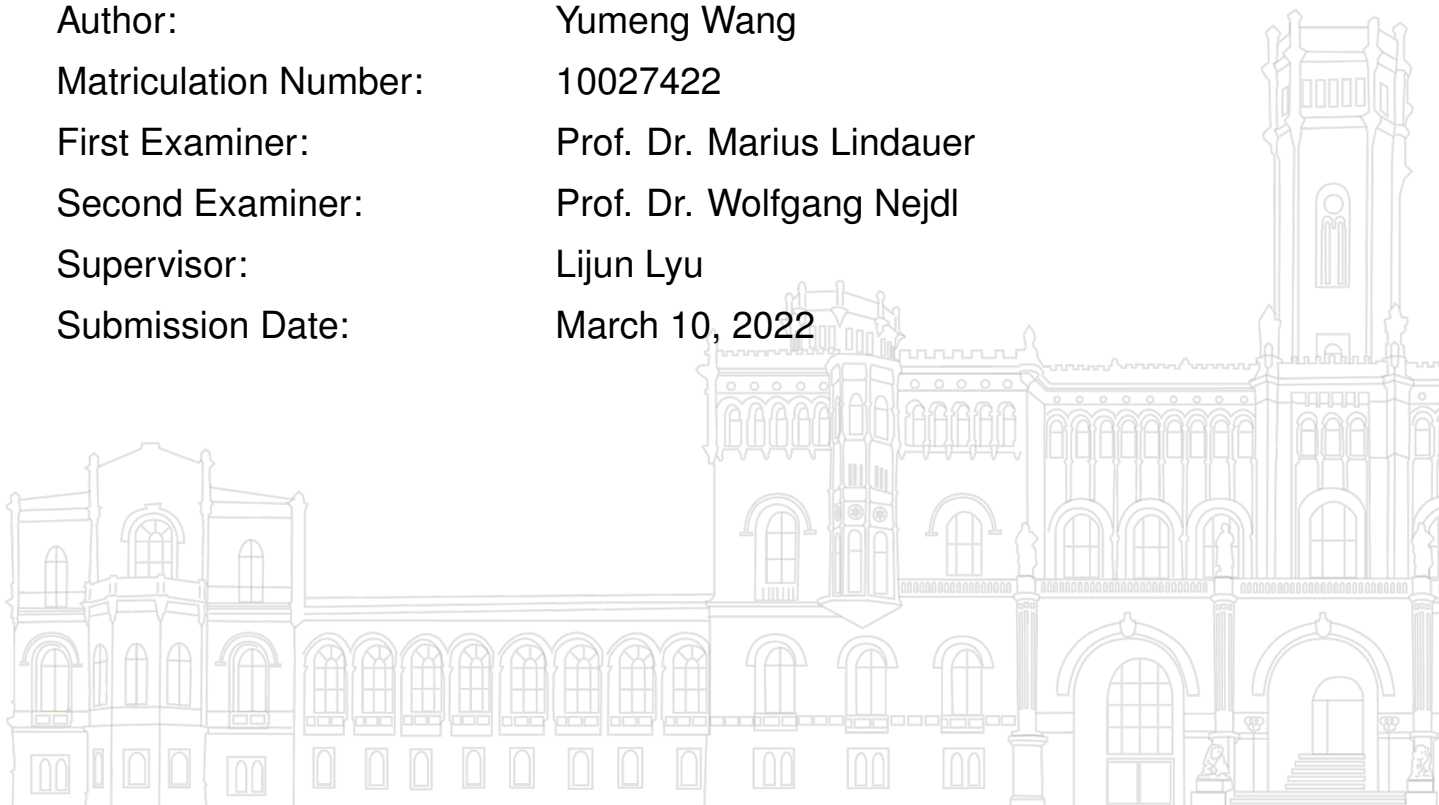 Author: Yumeng Wang
Matriculation Number: 10027422
First Examiner: Prof. Dr. Marius Lindauer
Second Examiner: Prof. Dr. Wolfgang Nejdl
Supervisor: Lijun Lyu
Submission Date: March 10, 2022